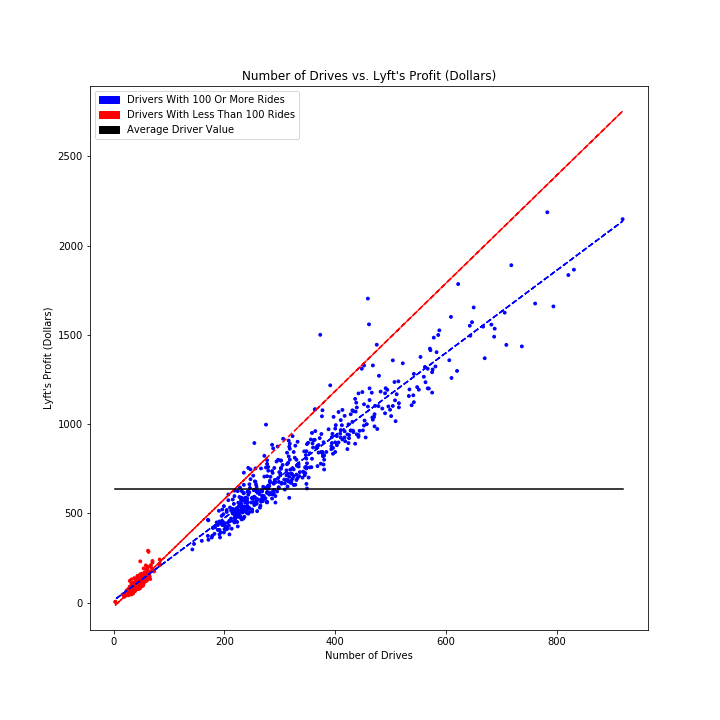 Number of Drives vs. Lyft's Profit (Dollars)
Drivers With 100 Or More Rides
Drivers With Less Than 100 Rides
Average Driver Value
2500
2000
1500
1000
500
0
Lyft's Profit (Dollars)
0 200 400 600 800
Number of Drives